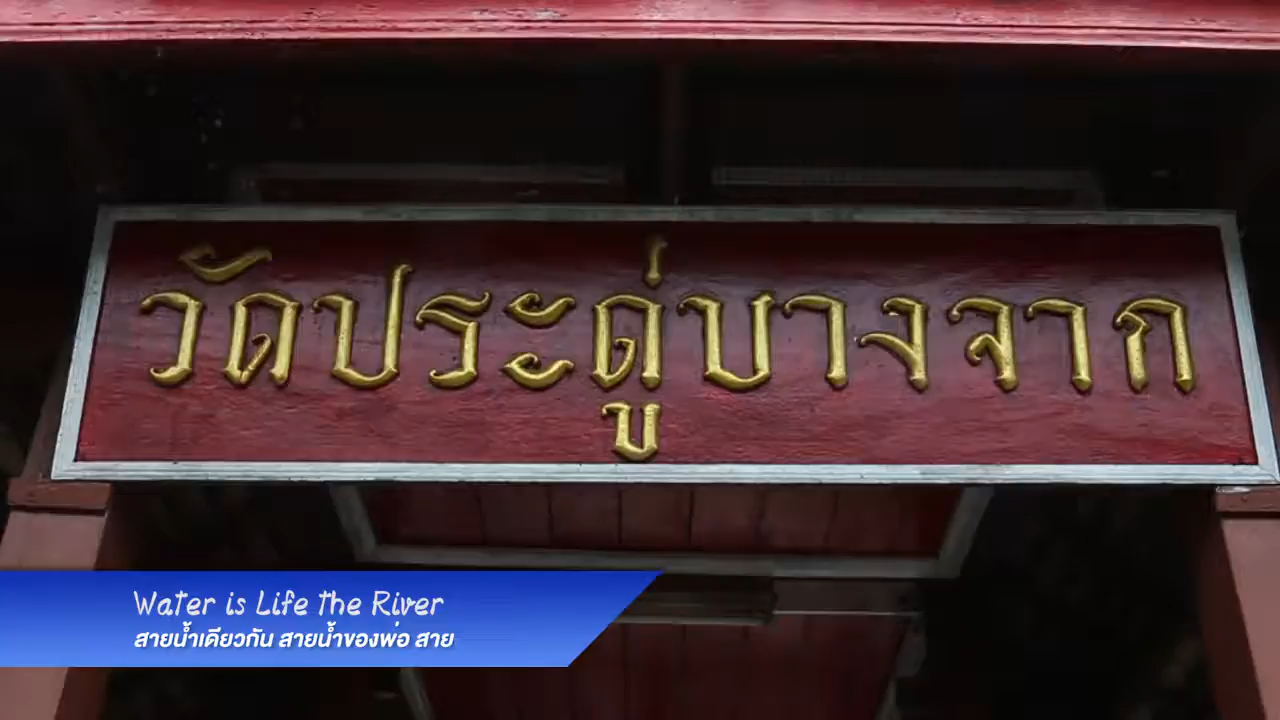 วัดประดู่บางจาก
Water is Life the River
สายน้ำเดียวกัน สายน้ำของพ่อ สาย